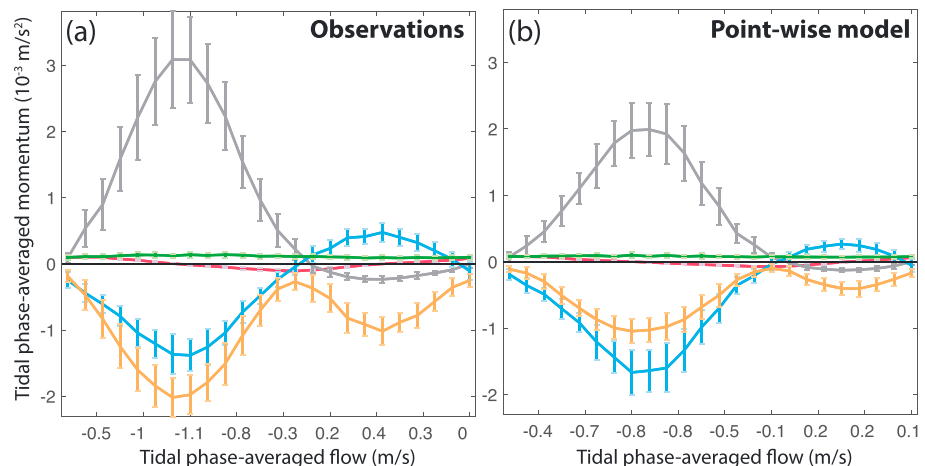 (a) Observations
(b) Point-wise model
Tidal phase-averaged momentum (10⁻³ m/s²)
3
2
1
0
-1
-2
3
2
1
0
-1
-2
-0.5 -1 -1.1 -0.8 -0.3 0.2 0.4 0.3 0
-0.4 -0.7 -0.8 -0.8 -0.5 -0.1 0.2 0.2 0.1
Tidal phase-averaged flow (m/s)
Tidal phase-averaged flow (m/s)